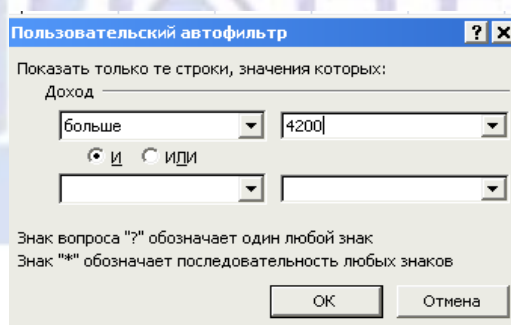 Пользовательский автофильтр
Показать только те строки, значения которых:
Доход
больше 4200
И ИЛИ
Знак вопроса "?" обозначает один любой знак
Знак "*" обозначает последовательность любых знаков
ОК Отмена